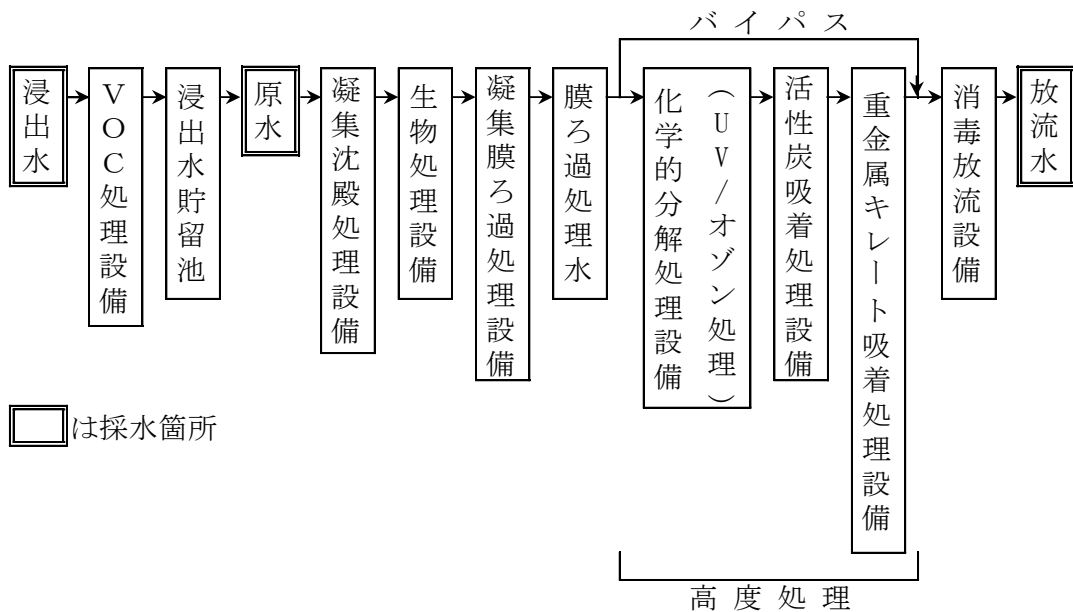 バイパス
浸出水
VOC処理設備
浸出水貯留池
原水
凝集沈殿処理設備
生物処理設備
凝集膜ろ過処理設備
膜ろ過処理水
化学的分解処理設備
(UV/オゾン処理)
活性炭吸着処理設備
重金属キレート吸着処理設備
消毒放流設備
放流水
は採水箇所
高度処理